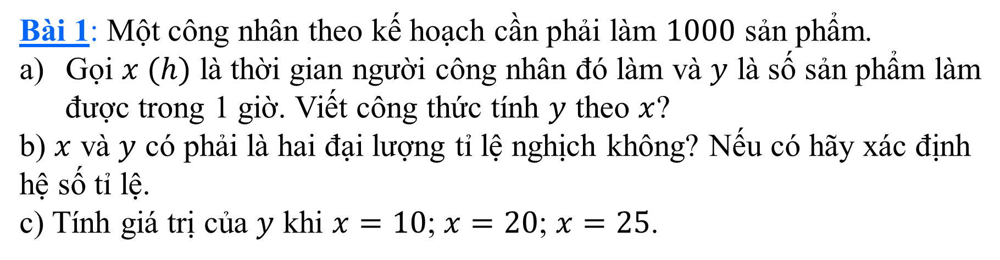 Bài 1: Một công nhân theo kế hoạch cần phải làm 1000 sản phẩm.
a) Gọi x (h) là thời gian người công nhân đó làm và y là số sản phẩm làm
được trong 1 giờ. Viết công thức tính y theo x?
b) x và y có phải là hai đại lượng tỉ lệ nghịch không? Nếu có hãy xác định
hệ số tỉ lệ.
c) Tính giá trị của y khi x = 10; x = 20; x = 25.